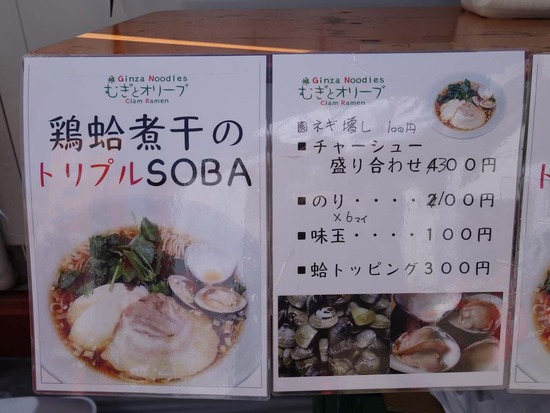 Ginza Noodles
むぎとオリーブ
Clam Ramen
鶏蛤煮干の
トリプルSOBA
Ginza Noodles
むぎとオリーブ
Clam Ramen
ネギ増し 100円
■チャーシュー
盛り合わせ 300円
■のり・・・・200円
×6マイ
■味玉・・・・100円
■蛤トッピング300円